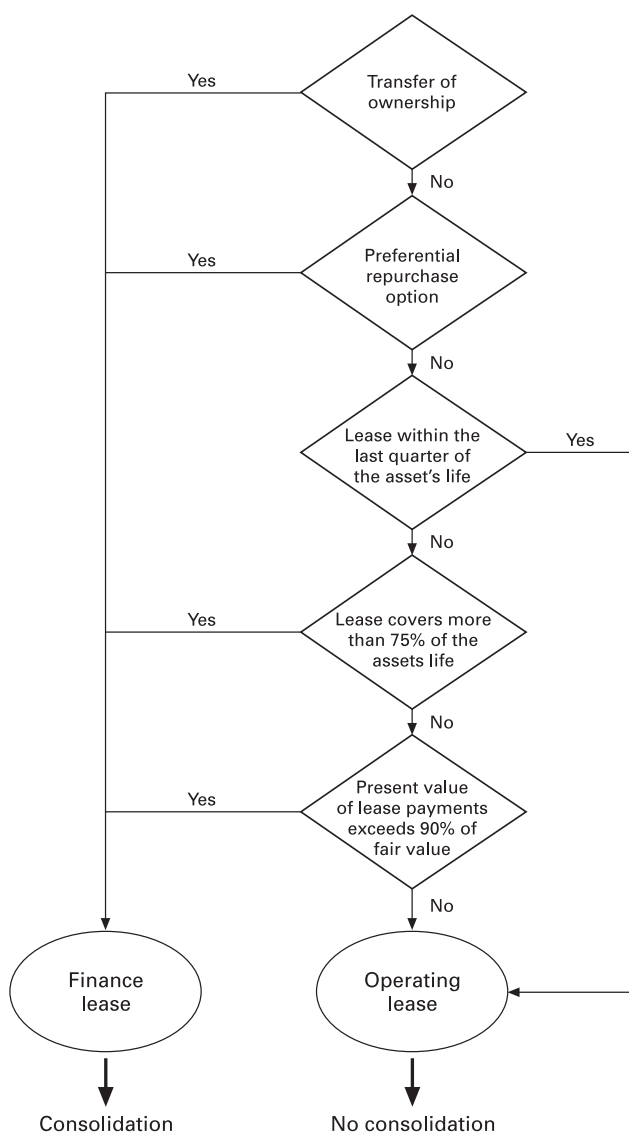 Yes
Transfer of
ownership
No
Yes
Preferential
repurchase
option
No
Lease within the
last quarter of
the asset's life
Yes
No
Yes
Lease covers more
than 75% of the
assets life
No
Yes
Present value
of lease payments
exceeds 90% of
fair value
No
Finance
lease
Operating
lease
Consolidation
No consolidation